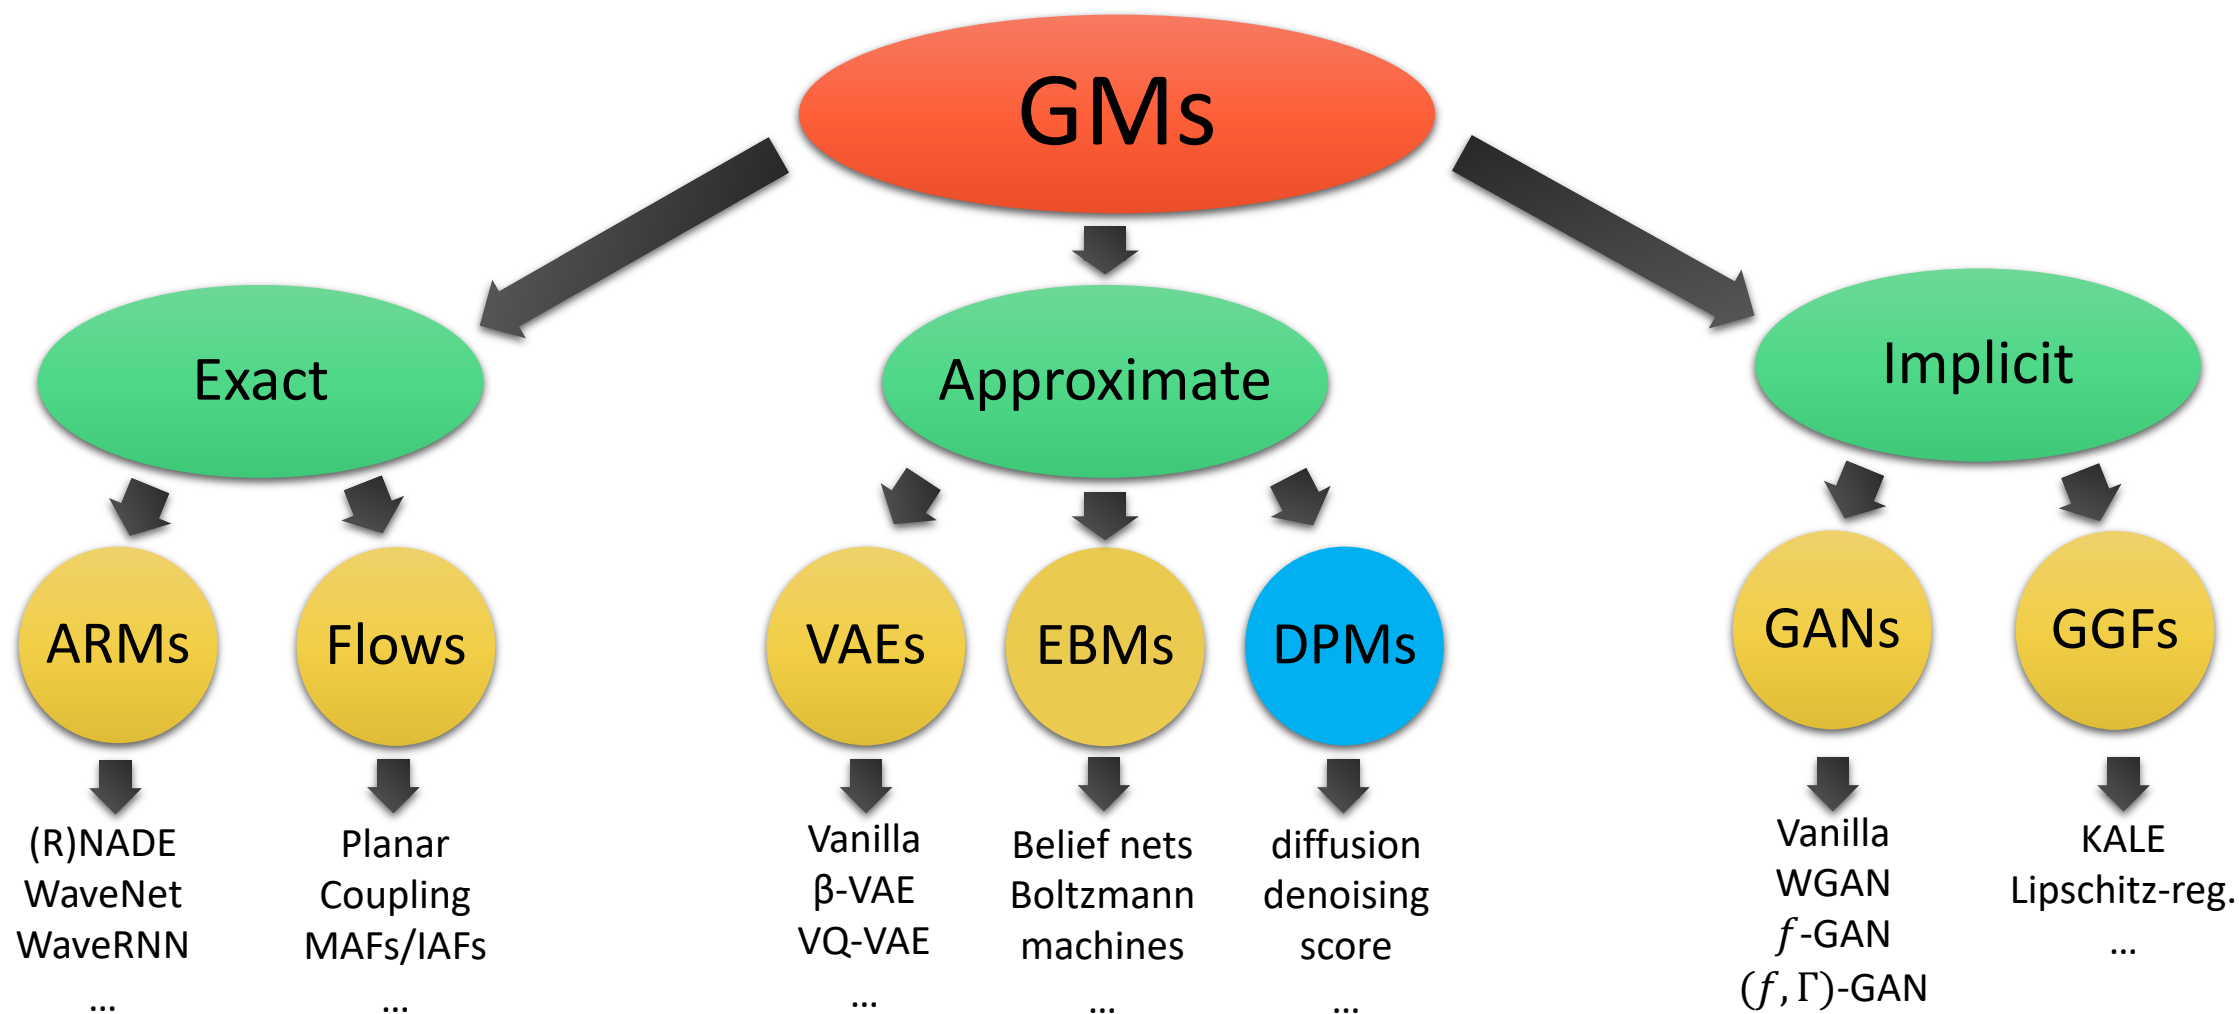 GMs
Exact
Approximate
Implicit
ARMs
Flows
VAEs
EBMs
DPMs
GANs
GGFs
(R)NADE
WaveNet
WaveRNN
...
Planar
Coupling
MAFs/IAFs
...
Vanilla
β-VAE
VQ-VAE
...
Belief nets
Boltzmann
machines
...
diffusion
denoising
score
...
Vanilla
WGAN
f-GAN
(f, Γ)-GAN
KALE
Lipschitz-reg.
...